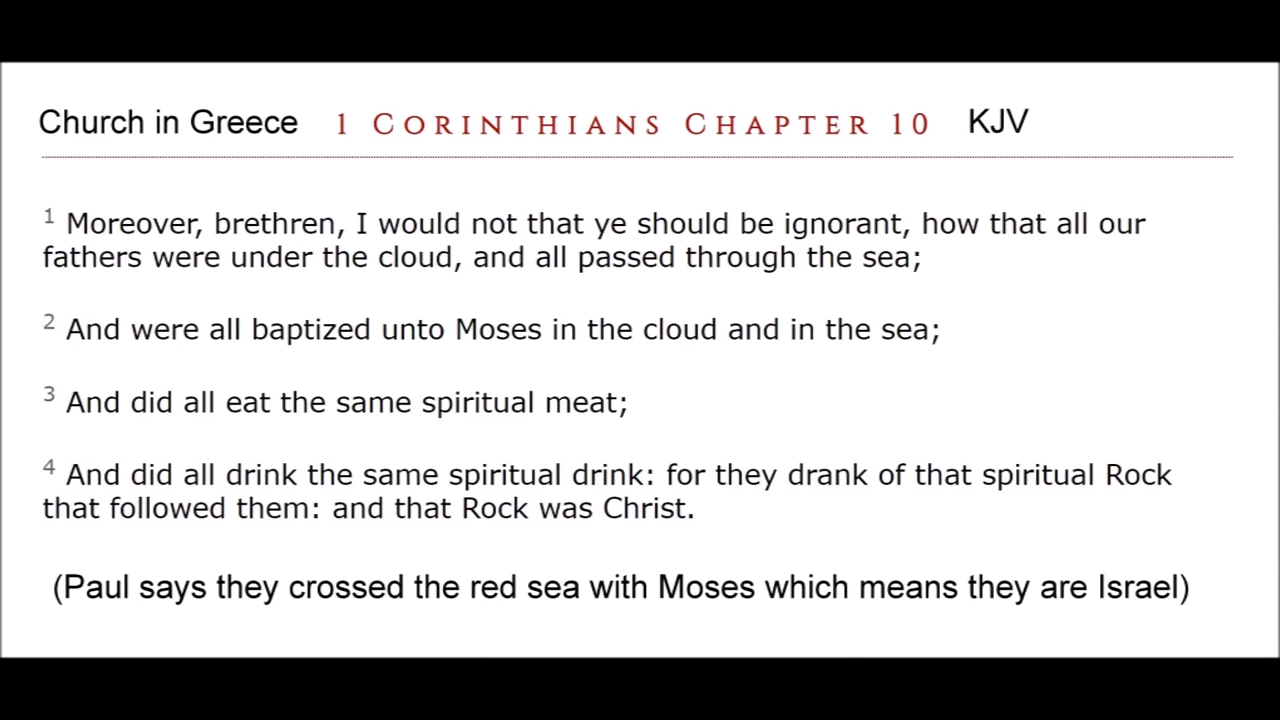 Church in Greece 1 CORINTHIANS CHAPTER 10 KJV
1 Moreover, brethren, I would not that ye should be ignorant, how that all our
fathers were under the cloud, and all passed through the sea;
2 And were all baptized unto Moses in the cloud and in the sea;
3 And did all eat the same spiritual meat;
4 And did all drink the same spiritual drink: for they drank of that spiritual Rock
that followed them: and that Rock was Christ.
(Paul says they crossed the red sea with Moses which means they are Israel)